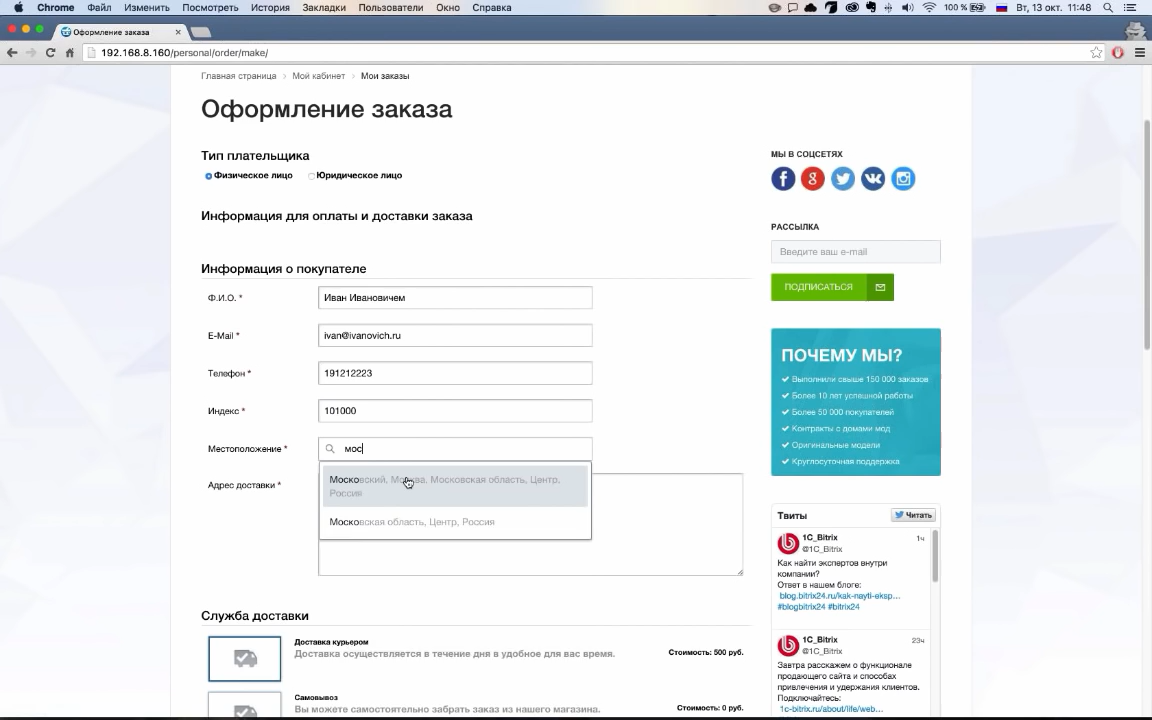 Chrome Файл Изменить Посмотреть История Закладки Пользователи Окно Справка 100 % Вт, 13 окт. 11:48
Оформление заказа
192.168.8.160/personal/order/make/
Главная страница > Мой кабинет > Мои заказы
Оформление заказа
Тип плательщика
Физическое лицо Юридическое лицо
Информация для оплаты и доставки заказа
Информация о покупателе
Ф.И.О. * Иван Ивановичем
E-Mail * ivan@ivanovich.ru
Телефон * 191212223
Индекс * 101000
Местоположение * мос
Московский, Москва, Московская область, Центр,
Россия
Московская область, Центр, Россия
Адрес доставки *
Служба доставки
Доставка курьером
Доставка осуществляется в течение дня в удобное для вас время.
Стоимость: 500 руб.
Самовывоз
Вы можете самостоятельно забрать заказ из нашего магазина.
Стоимость: 0 руб.
МЫ В СОЦСЕТЯХ
РАССЫЛКА
Введите ваш e-mail
ПОДПИСАТЬСЯ
ПОЧЕМУ МЫ?
Выполнили свыше 150 000 заказов
Более 10 лет успешной работы
Более 50 000 покупателей
Контракты с домами мод
Оригинальные модели
Круглосуточная поддержка
Твиты Читать
1C_Bitrix 1ч
@1C_Bitrix
Как найти экспертов внутри
компании?
Ответ в нашем блоге:
blog.bitrix24.ru/kak-nayti-eksp...
#blogbitrix24 #bitrix24
1C_Bitrix 23ч
@1C_Bitrix
Завтра расскажем о функционале
продающего сайта и способах
привлечения и удержания клиентов.
Подключайтесь:
1c-bitrix.ru/about/life/web...